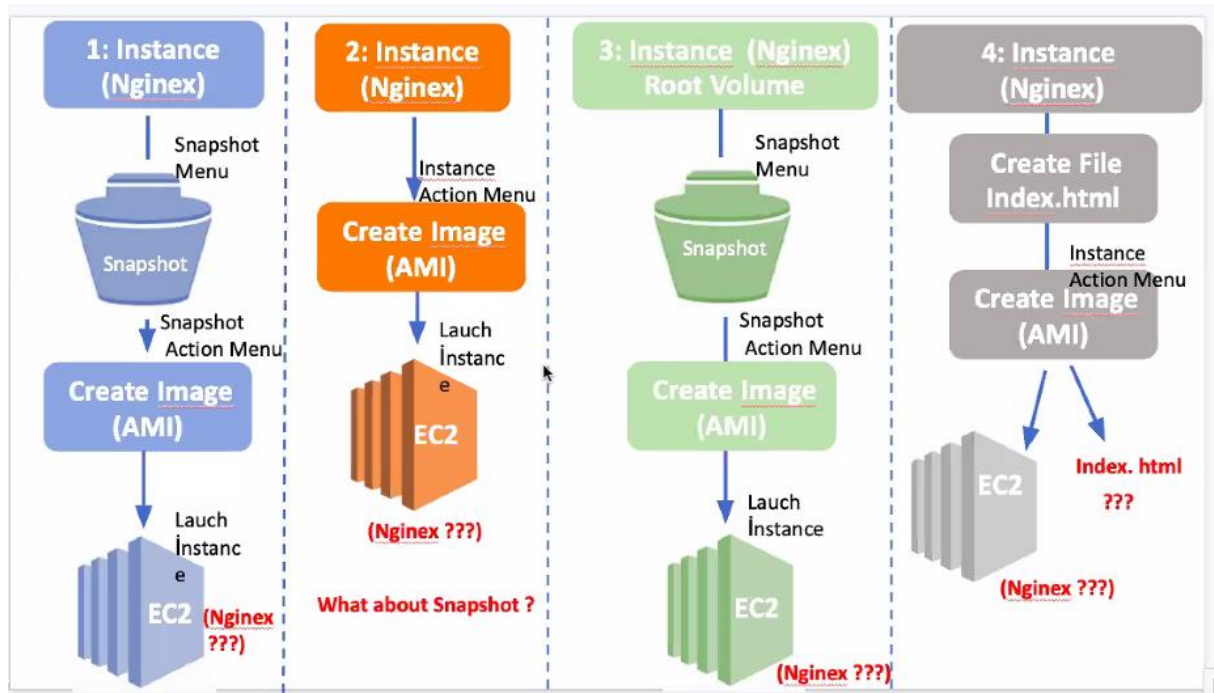 1: Instance
(Nginex)
Snapshot
Menu
Snapshot
Snapshot
Action Menu
Create Image
(AMI)
Lauch
İnstanc
e
EC2
(Nginex
???)
2: Instance
(Nginex)
Instance
Action Menu
Create Image
(AMI)
Lauch
İnstanc
e
EC2
(Nginex ???)
What about Snapshot ?
3: Instance (Nginex)
Root Volume
Snapshot
Menu
Snapshot
Snapshot
Action Menu
Create Image
(AMI)
Lauch
İnstance
EC2
(Nginex ???)
4: Instance
(Nginex)
Create File
Index.html
Instance
Action Menu
Create Image
(AMI)
EC2
Index. html
???
(Nginex ???)